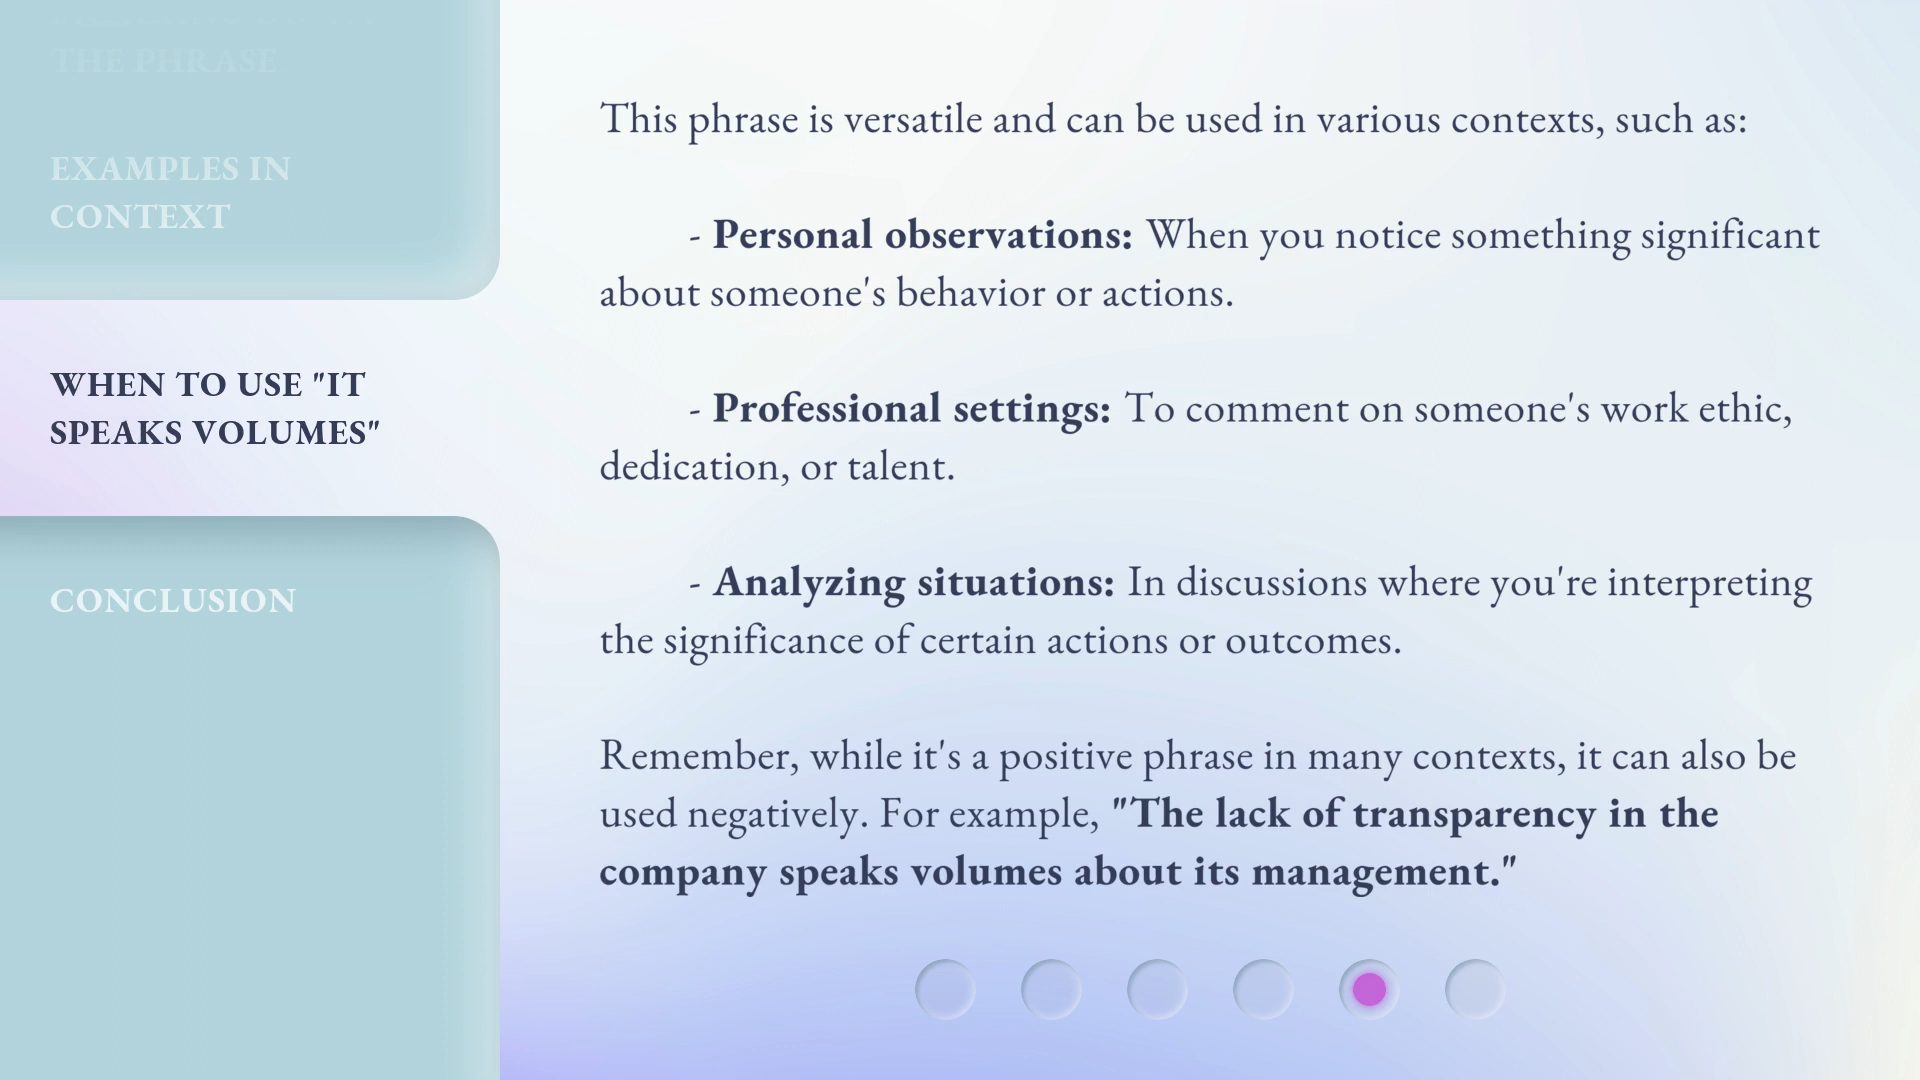 THE PHRASE
EXAMPLES IN
CONTEXT
WHEN TO USE "IT
SPEAKS VOLUMES"
CONCLUSION
This phrase is versatile and can be used in various contexts, such as:
- Personal observations: When you notice something significant
about someone's behavior or actions.
- Professional settings: To comment on someone's work ethic,
dedication, or talent.
- Analyzing situations: In discussions where you're interpreting
the significance of certain actions or outcomes.
Remember, while it's a positive phrase in many contexts, it can also be
used negatively. For example, "The lack of transparency in the
company speaks volumes about its management."